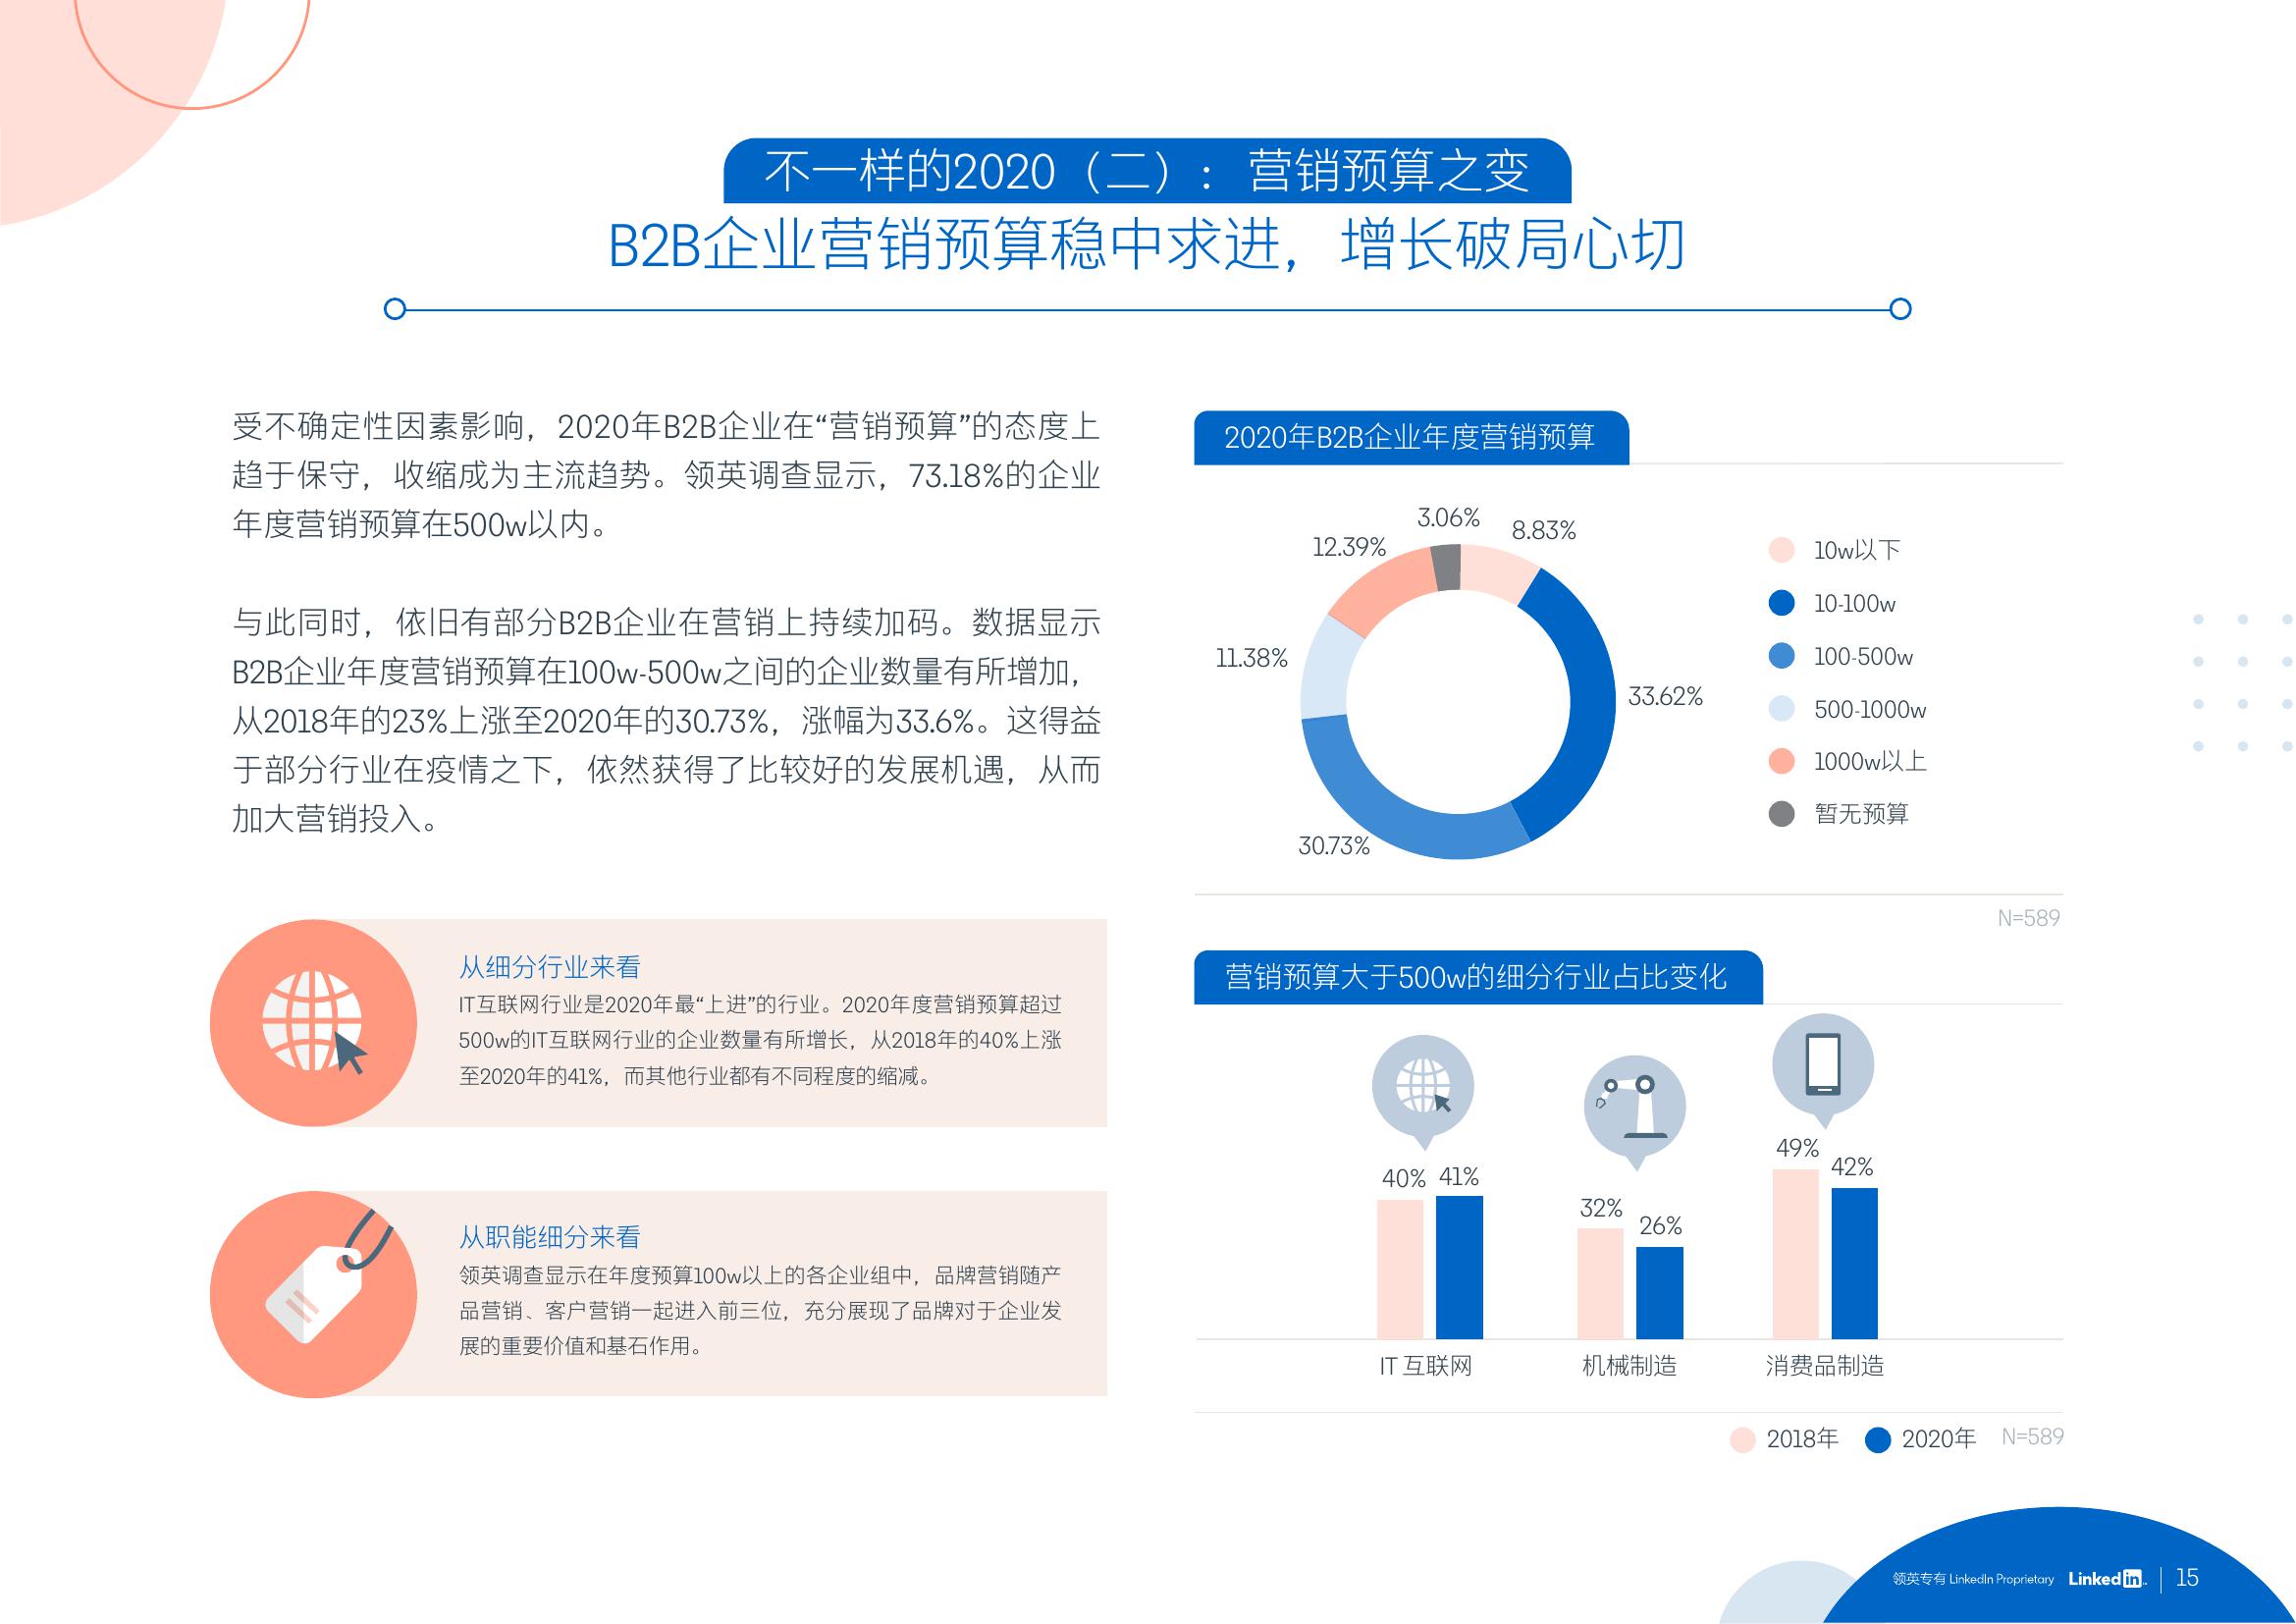 不一样的2020（二）： 营销预算之变
B2B企业营销预算稳中求进，增长破局心切
受不确定性因素影响，2020年B2B企业在“营销预算”的态度上
趋于保守，收缩成为主流趋势。领英调查显示，73.18%的企业
年度营销预算在500w以内。
与此同时，依旧有部分B2B企业在营销上持续加码。数据显示
B2B企业年度营销预算在100w-500w之间的企业数量有所增加，
从2018年的23%上涨至2020年的30.73%，涨幅为33.6%。这得益
于部分行业在疫情之下，依然获得了比较好的发展机遇，从而
加大营销投入。
从细分行业来看
IT互联网行业是2020年最“上进”的行业。2020年度营销预算超过
500w的IT互联网行业的企业数量有所增长，从2018年的40%上涨
至2020年的41%，而其他行业都有不同程度的缩减。
从职能细分来看
领英调查显示在年度预算100w以上的各企业组中，品牌营销随产
品营销、客户营销一起进入前三位，充分展现了品牌对于企业发
展的重要价值和基石作用。
2020年B2B企业年度营销预算
3.06%
8.83%
12.39%
11.38%
33.62%
30.73%
10w以下
10-100w
100-500w
500-1000w
1000w以上
暂无预算
N=589
营销预算大于500w的细分行业占比变化
40% 41%
32% 26%
49% 42%
IT 互联网
机械制造
消费品制造
2018年 2020年 N=589
领英专有 LinkedIn Proprietary LinkedIn 15